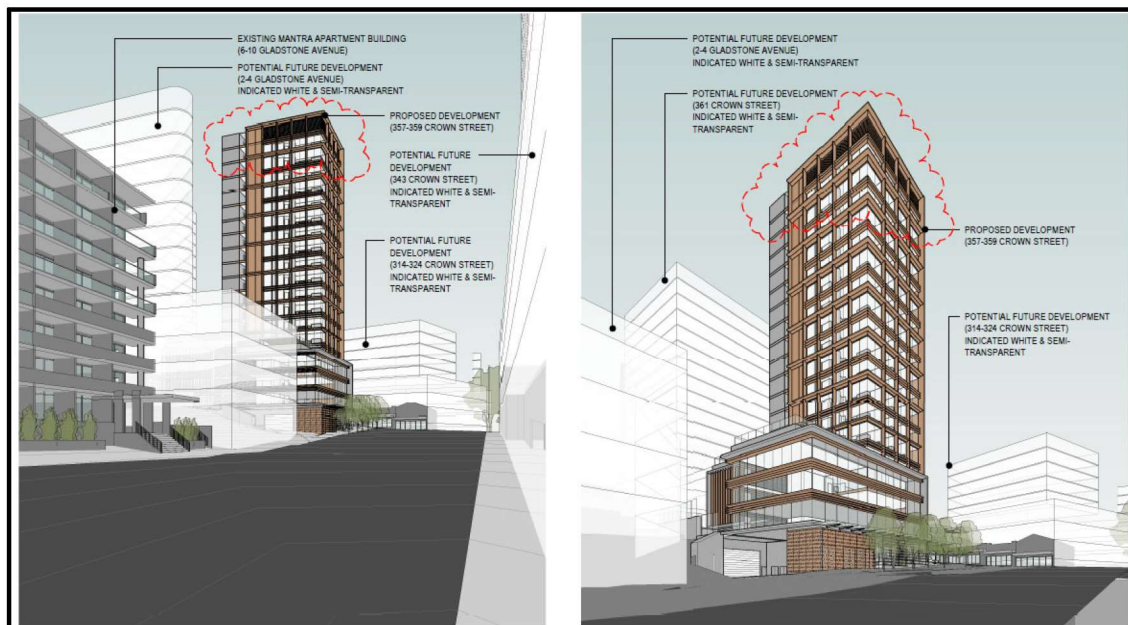 EXISTING MANTRA APARTMENT BUILDING
(6-10 GLADSTONE AVENUE)
POTENTIAL FUTURE DEVELOPMENT
(2-4 GLADSTONE AVENUE)
INDICATED WHITE & SEMI-TRANSPARENT
PROPOSED DEVELOPMENT
(357-359 CROWN STREET)
POTENTIAL FUTURE
DEVELOPMENT
(343 CROWN STREET)
INDICATED WHITE & SEMI-
TRANSPARENT
POTENTIAL FUTURE
DEVELOPMENT
(314-324 CROWN STREET)
INDICATED WHITE & SEMI-
TRANSPARENT
POTENTIAL FUTURE DEVELOPMENT
(2-4 GLADSTONE AVENUE)
INDICATED WHITE & SEMI-TRANSPARENT
POTENTIAL FUTURE DEVELOPMENT
(361 CROWN STREET)
INDICATED WHITE & SEMI-
TRANSPARENT
PROPOSED DEVELOPMENT
(357-359 CROWN STREET)
POTENTIAL FUTURE DEVELOPMENT
(314-324 CROWN STREET)
INDICATED WHITE & SEMI-
TRANSPARENT